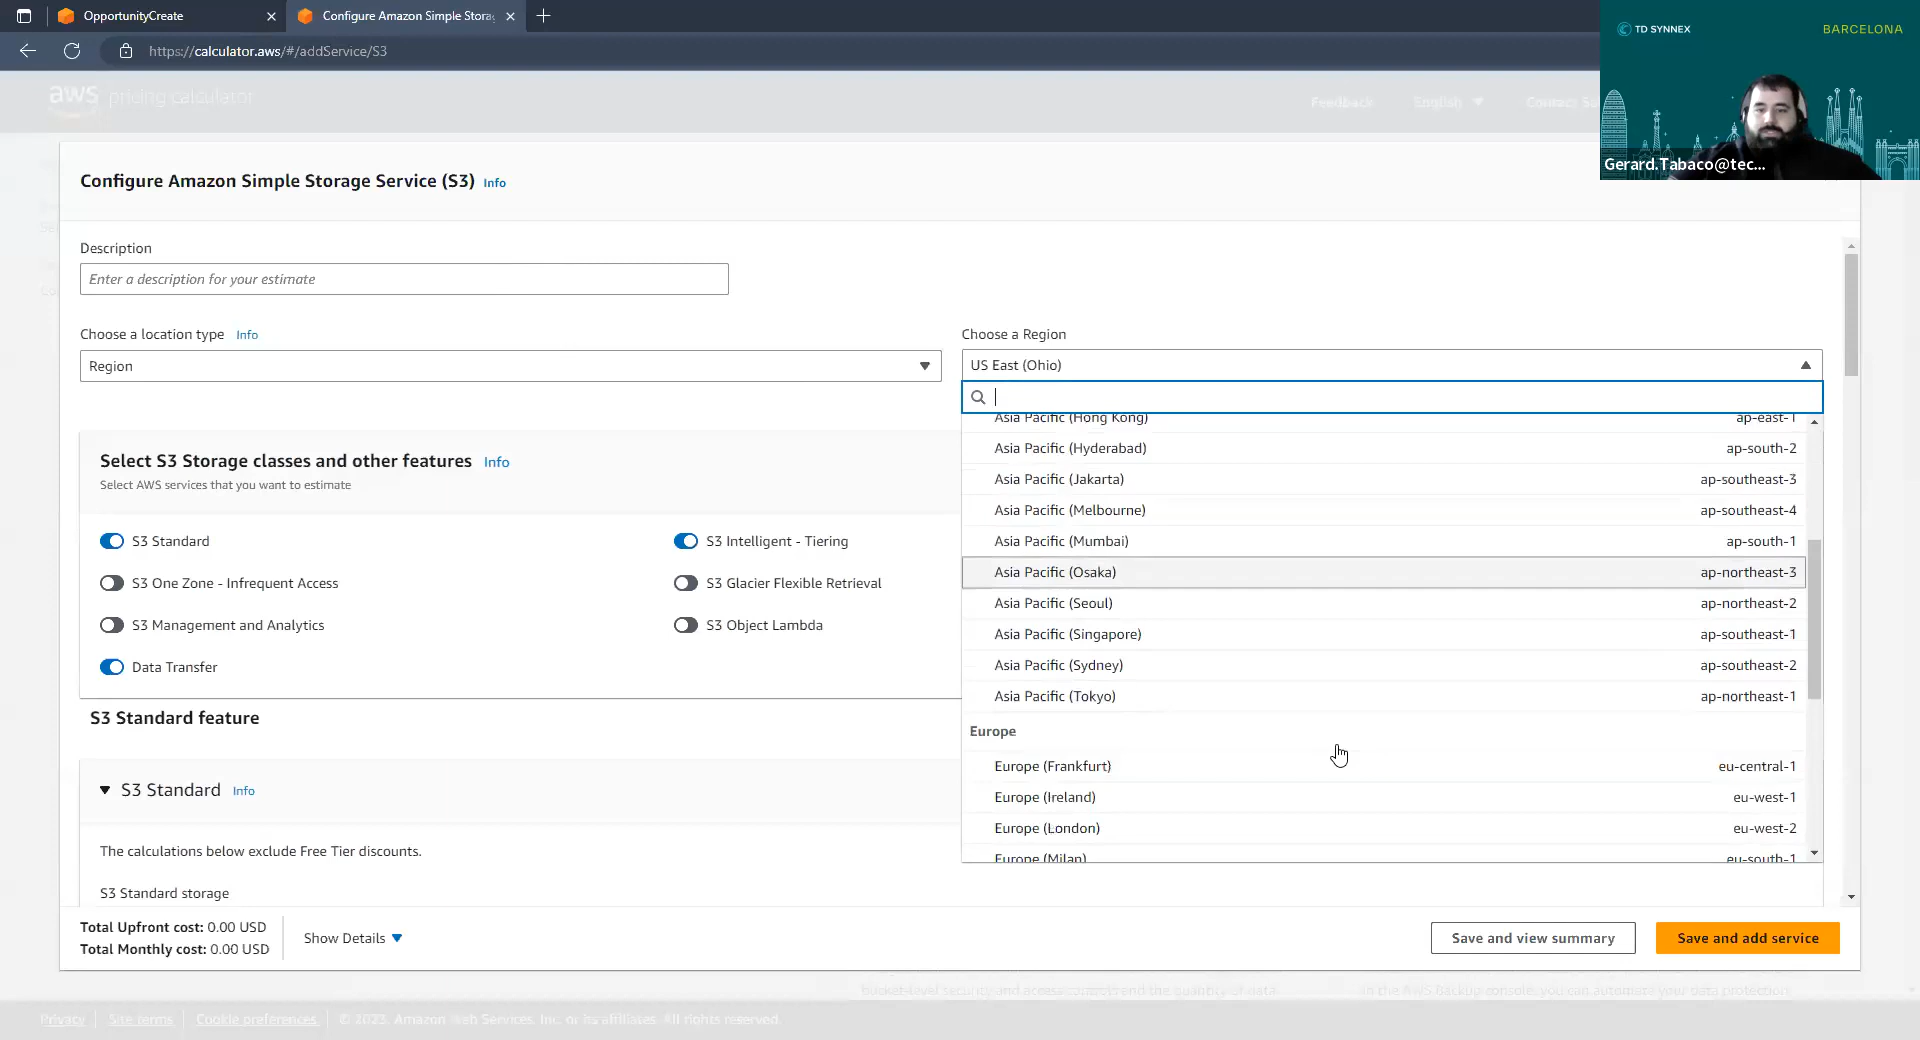 OpportunityCreate
Configure Amazon Simple Stora
https://calculator.aws/#/addService/S3
TD SYNNEX
BARCELONA
Gerard.Tabaco@tec...
aws pricing calculator
Feedback
English
Contact Sa
Configure Amazon Simple Storage Service (S3) Info
Description
Enter a description for your estimate
Choose a location type Info
Region
Choose a Region
US East (Ohio)
Asia Pacific (Hong Kong) ap-east-1
Asia Pacific (Hyderabad) ap-south-2
Asia Pacific (Jakarta) ap-southeast-3
Asia Pacific (Melbourne) ap-southeast-4
Asia Pacific (Mumbai) ap-south-1
Asia Pacific (Osaka) ap-northeast-3
Asia Pacific (Seoul) ap-northeast-2
Asia Pacific (Singapore) ap-southeast-1
Asia Pacific (Sydney) ap-southeast-2
Asia Pacific (Tokyo) ap-northeast-1
Europe
Europe (Frankfurt) eu-central-1
Europe (Ireland) eu-west-1
Europe (London) eu-west-2
Europe (Milan) eu-south-1
Select S3 Storage classes and other features Info
Select AWS services that you want to estimate
S3 Standard
S3 Intelligent - Tiering
S3 One Zone - Infrequent Access
S3 Glacier Flexible Retrieval
S3 Management and Analytics
S3 Object Lambda
Data Transfer
S3 Standard feature
S3 Standard Info
The calculations below exclude Free Tier discounts.
S3 Standard storage
Total Upfront cost: 0.00 USD
Total Monthly cost: 0.00 USD
Show Details
Save and view summary
Save and add service
bucket-level security and access controls and the quantity of data
in the AWS Backup console, you can automate your data protection
Privacy
Site terms
Cookie preferences
© 2023, Amazon Web Services, Inc. or its affiliates. All rights reserved.